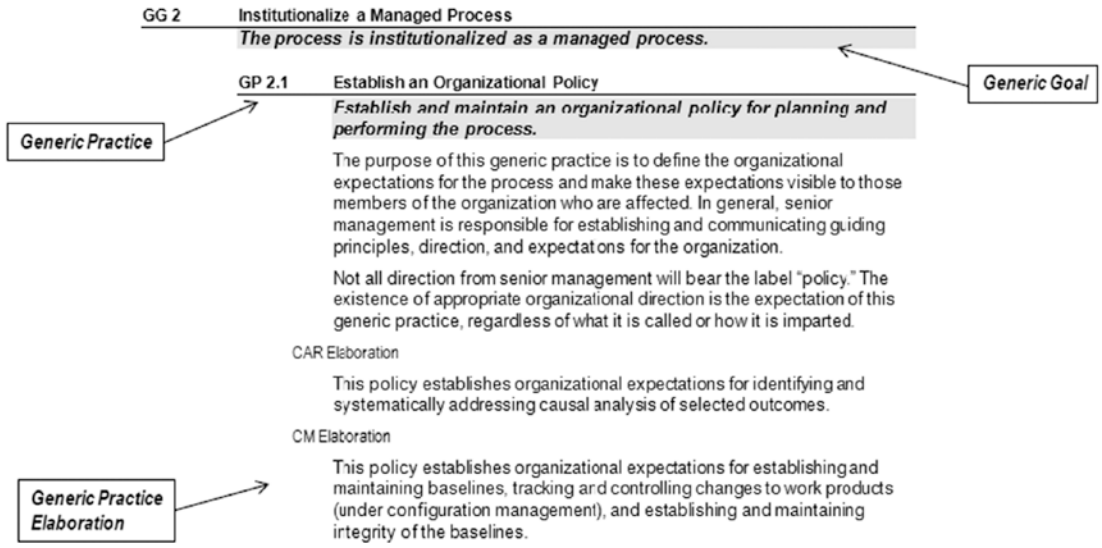 GG 2 Institutionalize a Managed Process
The process is institutionalized as a managed process.
Generic Goal
GP 2.1 Establish an Organizational Policy
Generic Practice
Establish and maintain an organizational policy for planning and
performing the process.
The purpose of this generic practice is to define the organizational
expectations for the process and make these expectations visible to those
members of the organization who are affected. In general, senior
management is responsible for establishing and communicating guiding
principles, direction, and expectations for the organization.
Not all direction from senior management will bear the label “policy.” The
existence of appropriate organizational direction is the expectation of this
generic practice, regardless of what it is called or how it is imparted.
CAR Elaboration
This policy establishes organizational expectations for identifying and
systematically addressing causal analysis of selected outcomes.
CM Elaboration
This policy establishes organizational expectations for establishing and
maintaining baselines, tracking and controlling changes to work products
(under configuration management), and establishing and maintaining
integrity of the baselines.
Generic Practice
Elaboration